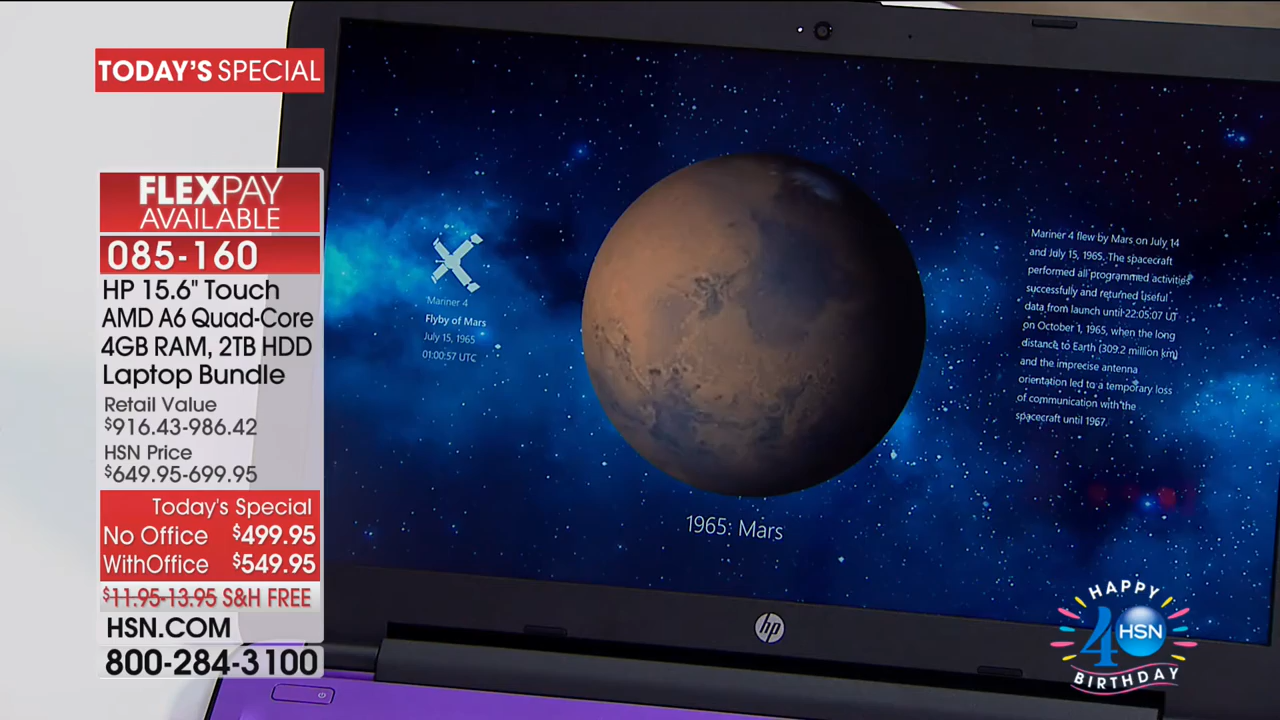 TODAY'S SPECIAL
FLEXPAY
AVAILABLE
085-160
HP 15.6" Touch
AMD A6 Quad-Core
4GB RAM, 2TB HDD
Laptop Bundle
Retail Value
$916.43-986.42
HSN Price
$649.95-699.95
Today's Special
No Office $499.95
WithOffice $549.95
$11.95-13.95 S&H FREE
HSN.COM
800-284-3100
Mariner 4
Flyby of Mars
July 15, 1965
01:00:57 UTC
1965: Mars
Mariner 4 flew by Mars on July 14
and July 15, 1965. The spacecraft
performed all programmed activities
successfully and returned useful
data from launch until 22:05:07 UT
on October 1, 1965, when the long
distance to Earth (309.2 million km)
and the imprecise antenna
orientation led to a temporary loss
of communication with the
spacecraft until 1967.
hp
HAPPY
40
HSN
BIRTHDAY